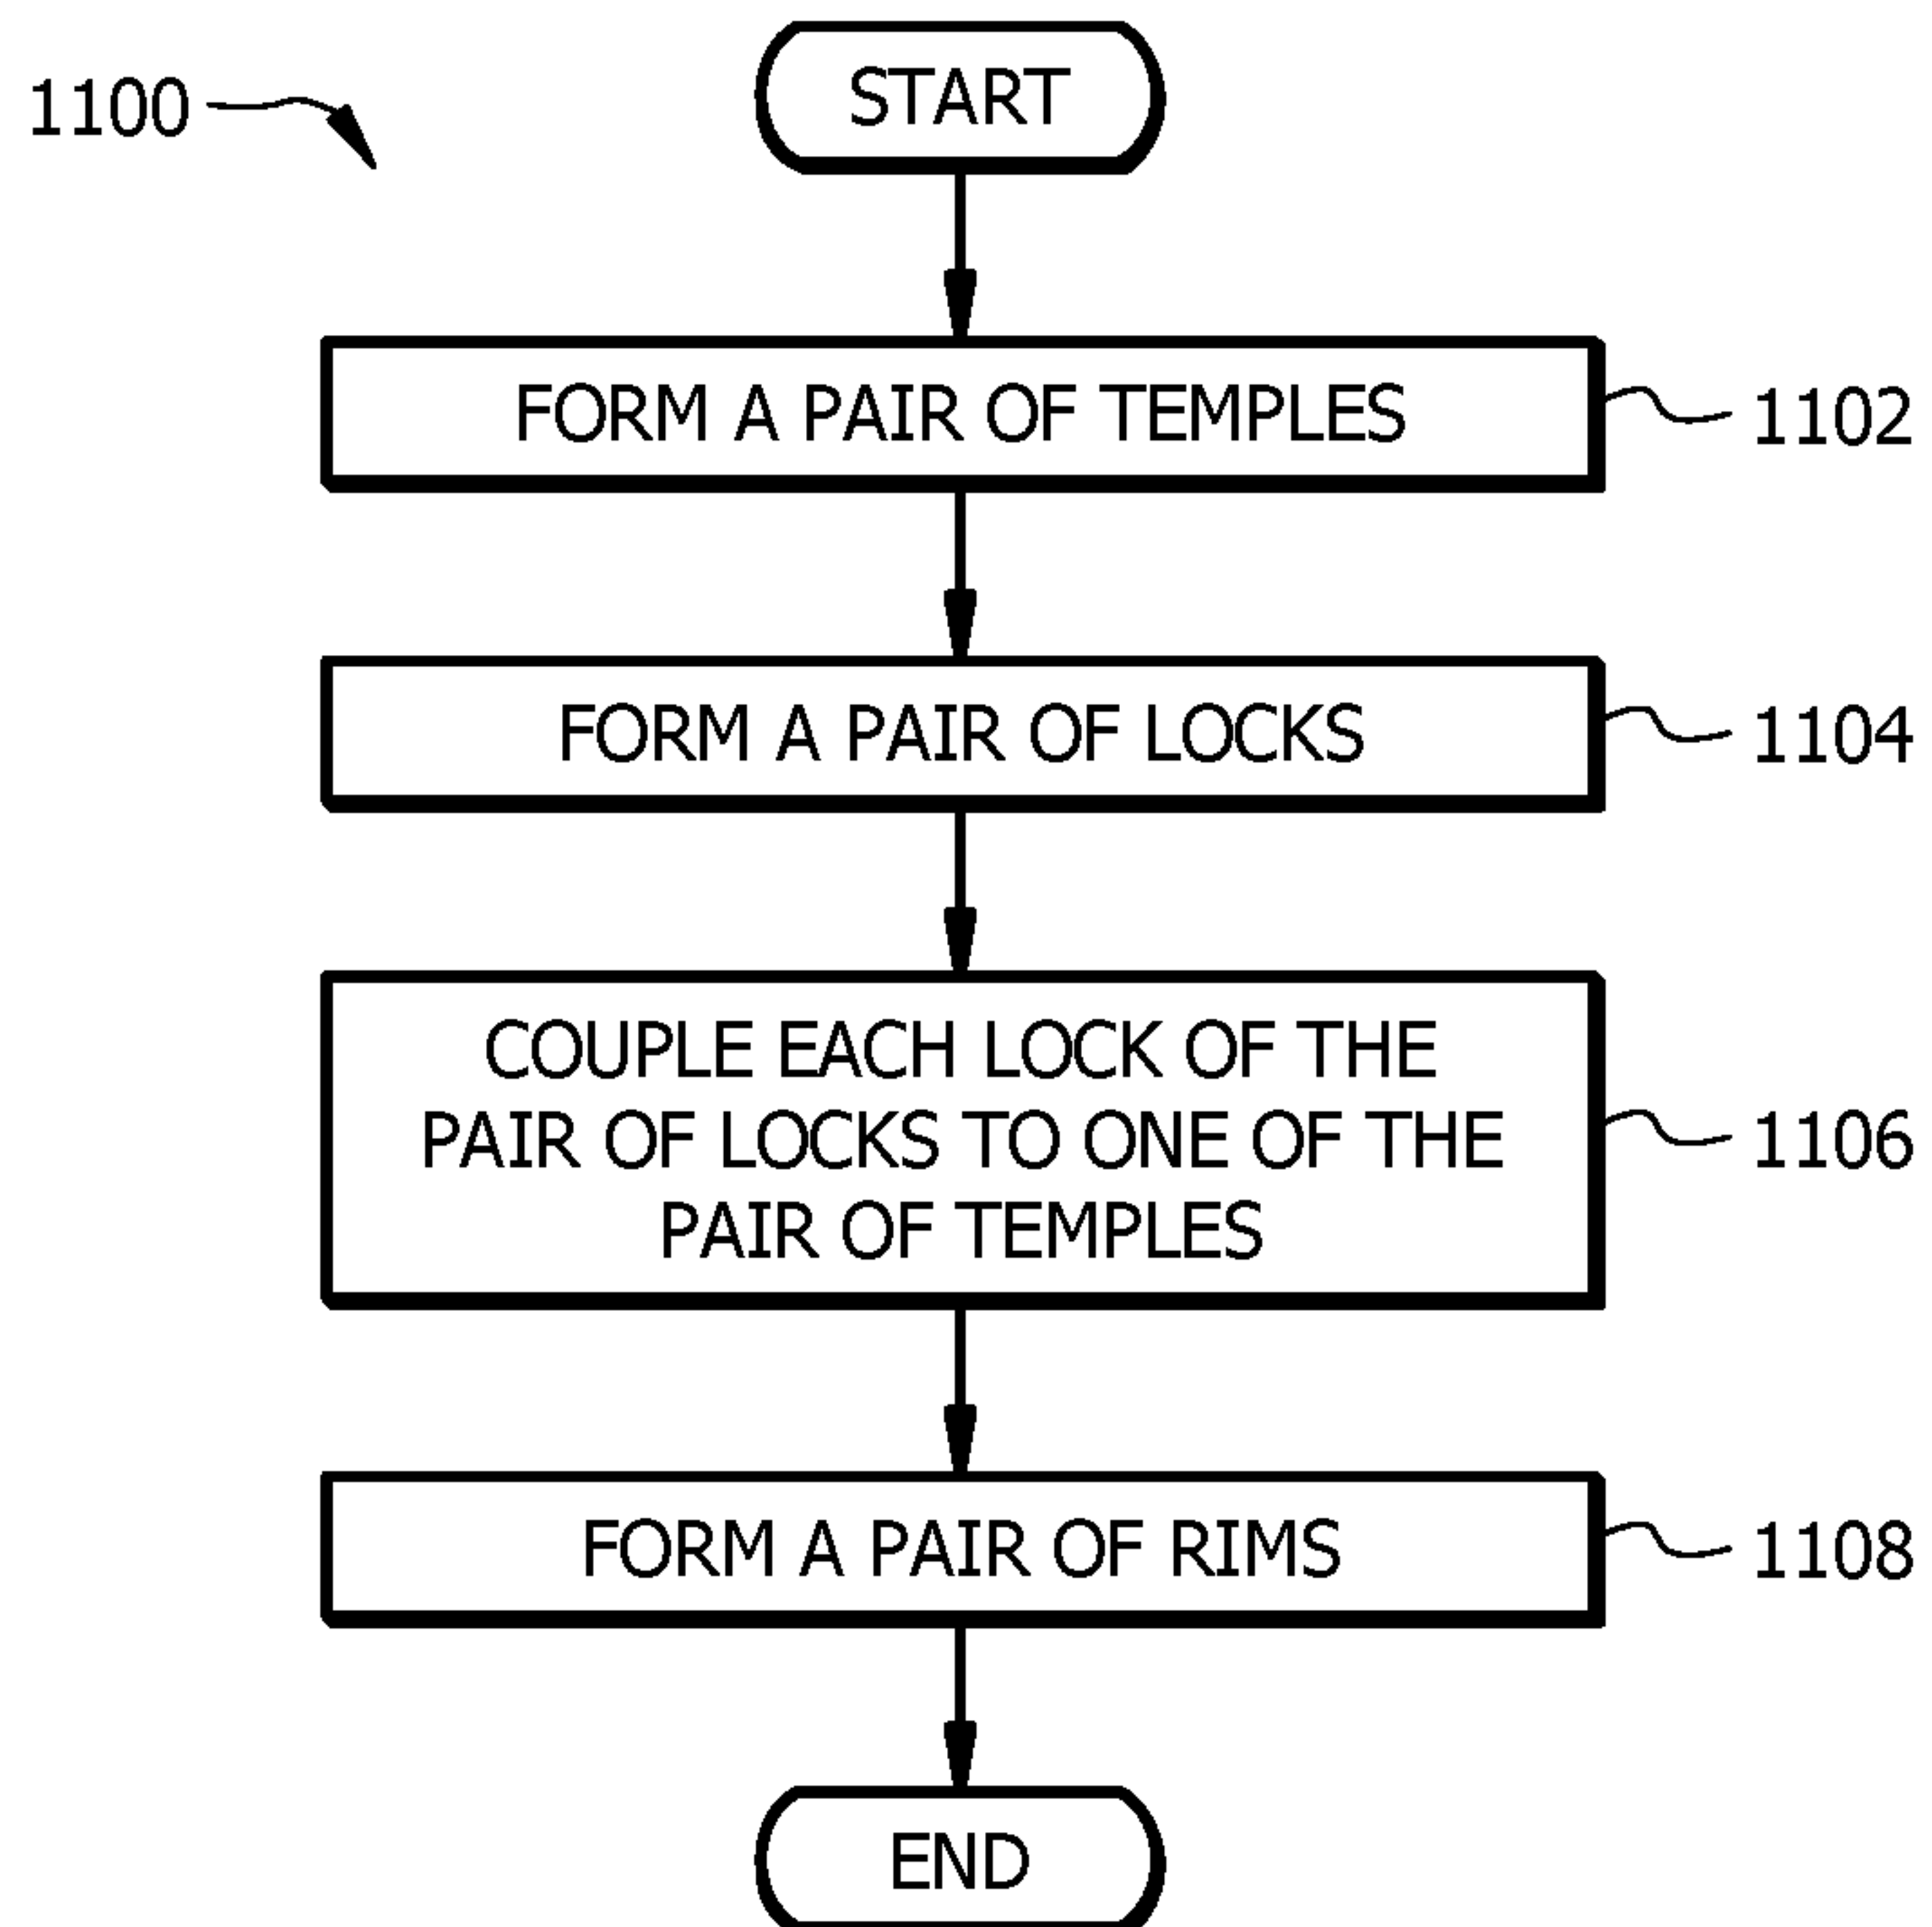 1100
START
FORM A PAIR OF TEMPLES
1102
FORM A PAIR OF LOCKS
1104
COUPLE EACH LOCK OF THE
PAIR OF LOCKS TO ONE OF THE
PAIR OF TEMPLES
1106
FORM A PAIR OF RIMS
1108
END